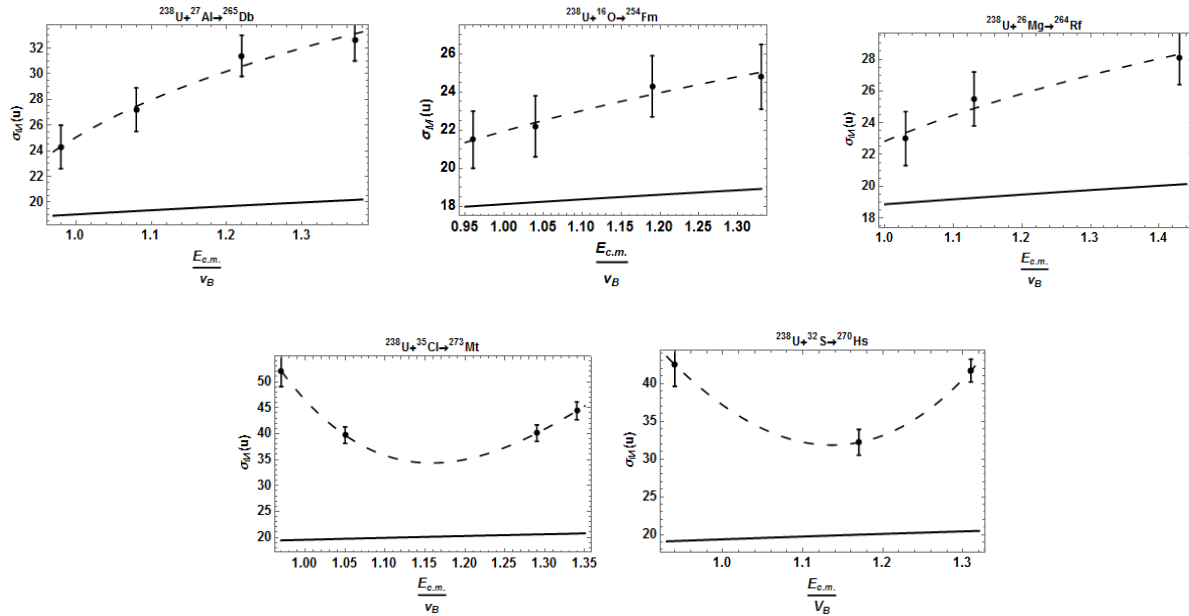 ²³⁸U+²⁷Al→²⁶⁵Db
32
30
28
26
24
22
20
σM(u)
1.0 1.1 1.2 1.3
Ec.m.
vB
²³⁸U+¹⁶O→²⁵⁴Fm
26
24
22
20
18
σM(u)
0.95 1.00 1.05 1.10 1.15 1.20 1.25 1.30
Ec.m.
vB
²³⁸U+²⁶Mg→²⁶⁴Rf
28
26
24
22
20
18
σM(u)
1.0 1.1 1.2 1.3 1.4
Ec.m.
vB
²³⁸U+³⁵Cl→²⁷³Mt
50
45
40
35
30
25
20
σM(u)
1.00 1.05 1.10 1.15 1.20 1.25 1.30 1.35
Ec.m.
vB
²³⁸U+³²S→²⁷⁰Hs
40
35
30
25
20
σM(u)
1.0 1.1 1.2 1.3
Ec.m.
VB